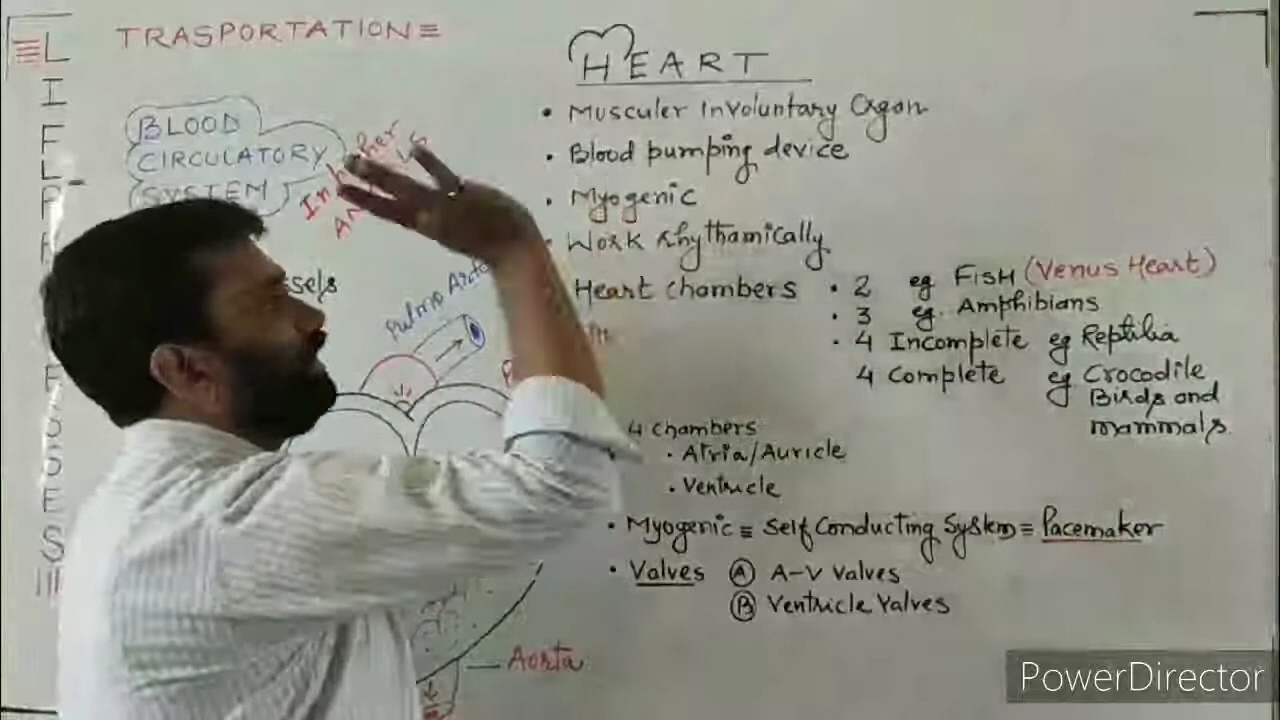 TRASPORTATION
LIFE
BLOOD
CIRCULATORY
SYSTEM
Pulmo
HEART
• Musculer Involuntary Organ
• Blood pumping device
• Myogenic
Work rhythamically
Heart chambers
• 2 eg Fish (Venus Heart)
• 3 eg. Amphibians
• 4 Incomplete eg Reptilia
4 Complete eg Crocodile
Birds and
mammals.
4 chambers
• Atria/Auricle
• Ventricle
• Myogenic ≡ Self Conducting System ≡ Pacemaker
• Valves Ⓐ A-V Valves
Ⓑ Ventricle Valves
Aorta
PowerDirector